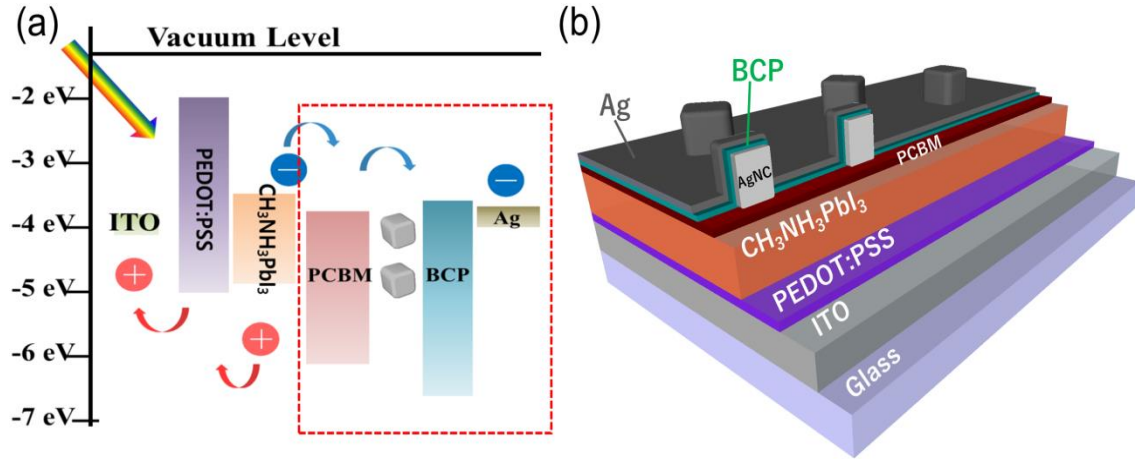 (a)
Vacuum Level
-2 eV
-3 eV
-4 eV
-5 eV
-6 eV
-7 eV
ITO
PEDOT:PSS
CH₃NH₃PbI₃
PCBM
BCP
Ag
(b)
BCP
Ag
AgNC
PCBM
CH₃NH₃PbI₃
PEDOT:PSS
ITO
Glass